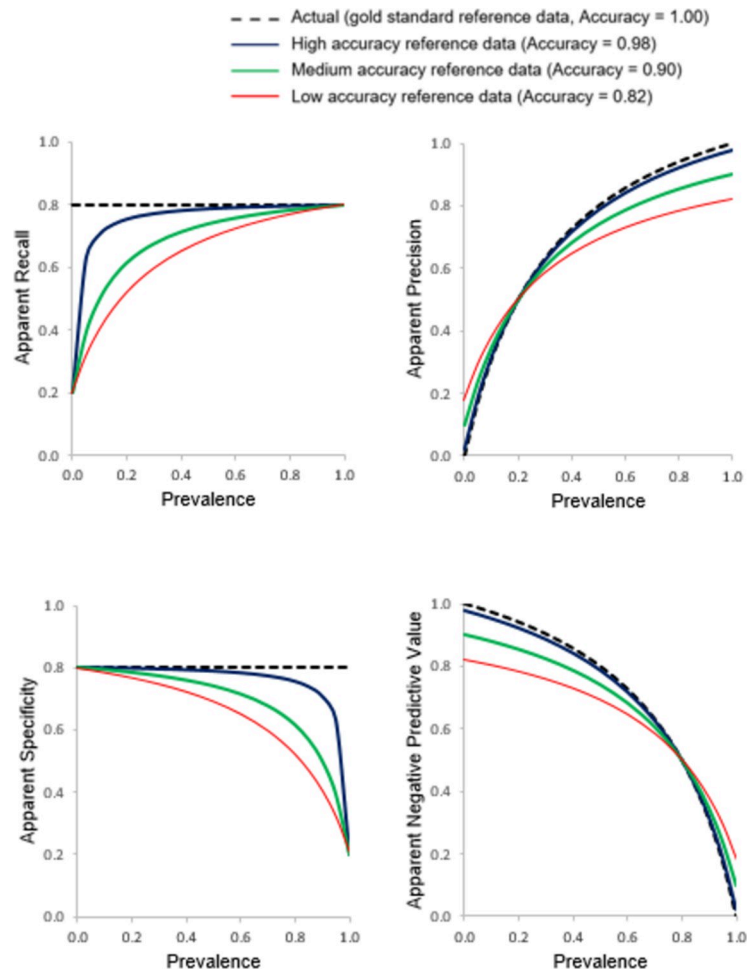 Actual (gold standard reference data, Accuracy = 1.00)
High accuracy reference data (Accuracy = 0.98)
Medium accuracy reference data (Accuracy = 0.90)
Low accuracy reference data (Accuracy = 0.82)
Apparent Recall
1.0
0.8
0.6
0.4
0.2
0.0
0.0 0.2 0.4 0.6 0.8 1.0
Prevalence
Apparent Precision
1.0
0.8
0.6
0.4
0.2
0.0
0.0 0.2 0.4 0.6 0.8 1.0
Prevalence
Apparent Specificity
1.0
0.8
0.6
0.4
0.2
0.0
0.0 0.2 0.4 0.6 0.8 1.0
Prevalence
Apparent Negative Predictive Value
1.0
0.8
0.6
0.4
0.2
0.0
0.0 0.2 0.4 0.6 0.8 1.0
Prevalence